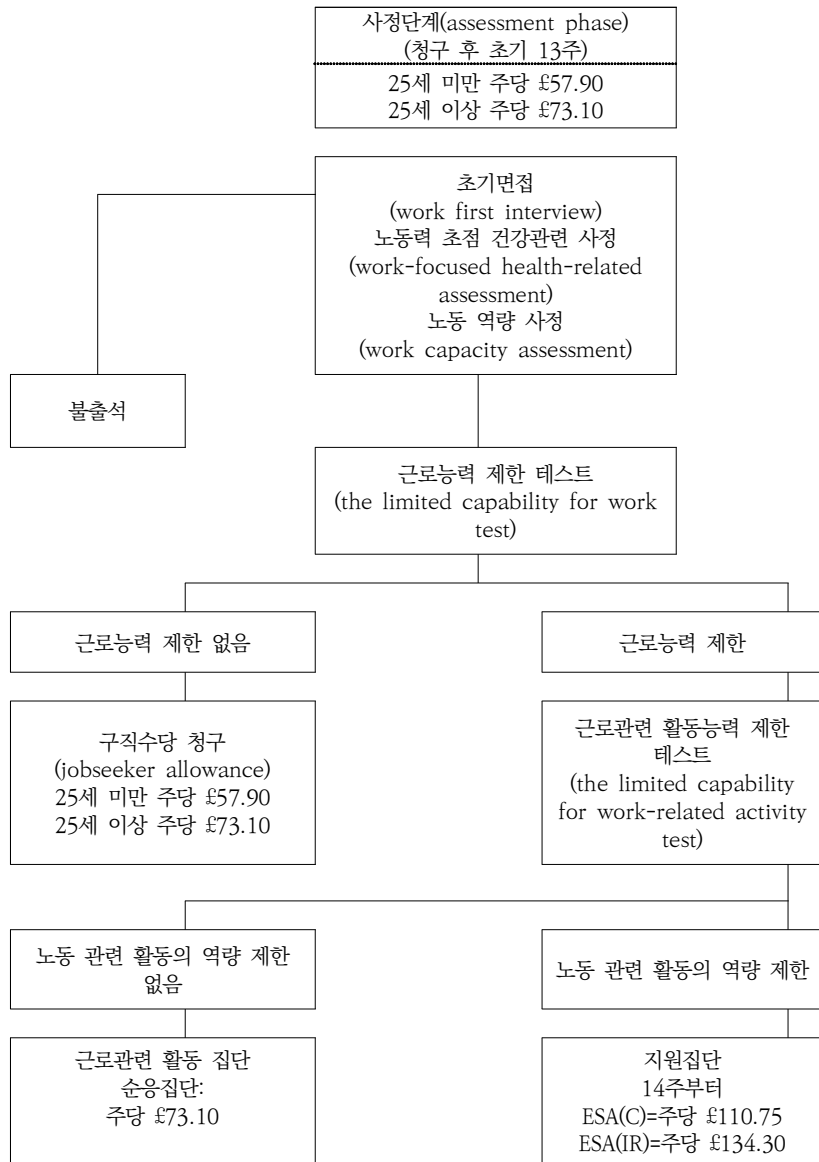 사정단계(assessment phase)
(청구 후 초기 13주)
25세 미만 주당 £57.90
25세 이상 주당 £73.10
초기면접
(work first interview)
노동력 초점 건강관련 사정
(work-focused health-related
assessment)
노동 역량 사정
(work capacity assessment)
불출석
근로능력 제한 테스트
(the limited capability for work
test)
근로능력 제한 없음
근로능력 제한
구직수당 청구
(jobseeker allowance)
25세 미만 주당 £57.90
25세 이상 주당 £73.10
근로관련 활동능력 제한
테스트
(the limited capability
for work-related activity
test)
노동 관련 활동의 역량 제한
없음
노동 관련 활동의 역량 제한
근로관련 활동 집단
순응집단:
주당 £73.10
지원집단
14주부터
ESA(C)=주당 £110.75
ESA(IR)=주당 £134.30